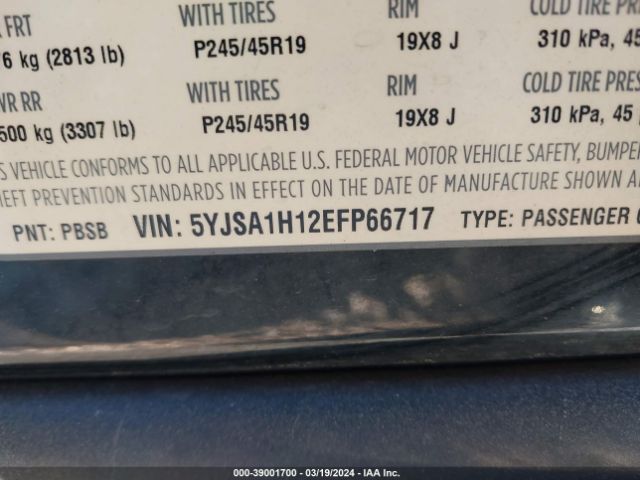 FRT WITH TIRES RIM COLD TIRE PRES
6 kg (2813 lb) P245/45R19 19X8 J 310 kPa, 45
WR RR WITH TIRES RIM COLD TIRE PRES
500 kg (3307 lb) P245/45R19 19X8 J 310 kPa, 45
S VEHICLE CONFORMS TO ALL APPLICABLE U.S. FEDERAL MOTOR VEHICLE SAFETY, BUMPER
HEFT PREVENTION STANDARDS IN EFFECT ON THE DATE OF MANUFACTURE
PNT: PBSB VIN: 5YJSA1H12EFP66717 TYPE: PASSENGER
000-39001700 - 03/19/2024 - IAA Inc.